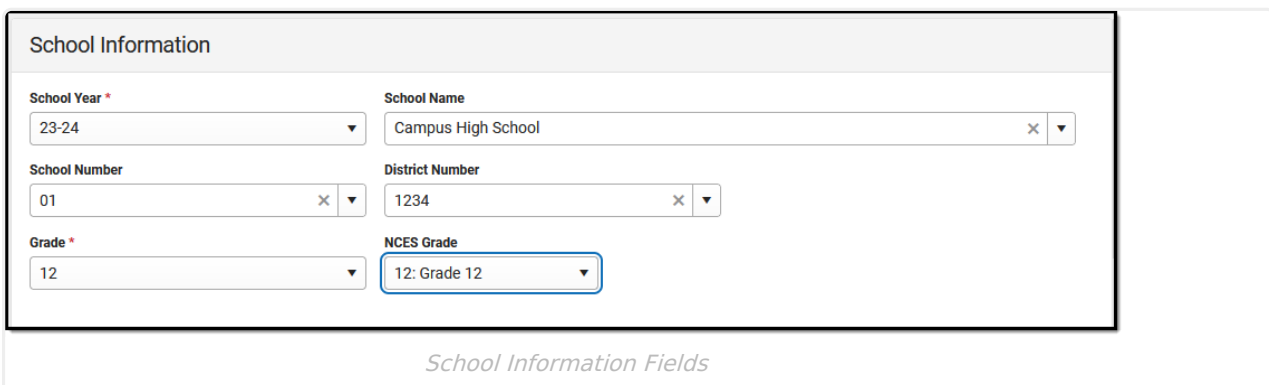 School Information
School Year * School Name
23-24 Campus High School
School Number District Number
01 1234
Grade * NCES Grade
12 12: Grade 12
School Information Fields